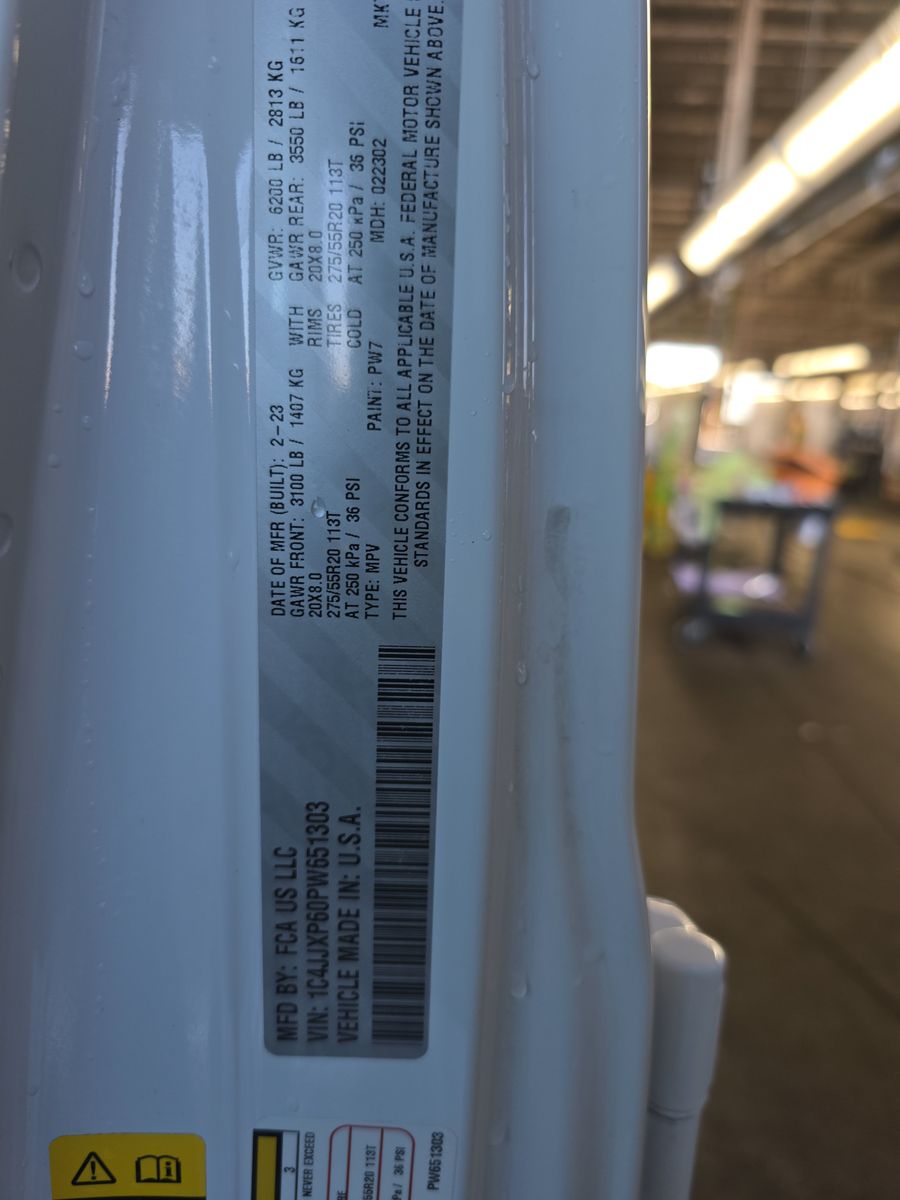 MFD BY: FCA US LLC
VIN: 1C4JJXP60PW651303
VEHICLE MADE IN: U.S.A.
DATE OF MFR (BUILT): 2-23 GVWR: 6200 LB / 2813 KG
GAWR FRONT: 3100 LB / 1407 KG WITH GAWR REAR: 3550 LB / 1611 KG
20X8.0 RIMS 20X8.0
275/55R20 113T TIRES 275/55R20 113T
AT 250 kPa / 36 PSI COLD AT 250 kPa / 36 PSI
TYPE: MPV PAINT: PW7 MDH: 022302
THIS VEHICLE CONFORMS TO ALL APPLICABLE U.S.A. FEDERAL MOTOR VEHICLE
STANDARDS IN EFFECT ON THE DATE OF MANUFACTURE SHOWN ABOVE.
3
NEVER EXCEED
113T
/ 36 PSI
PW651303